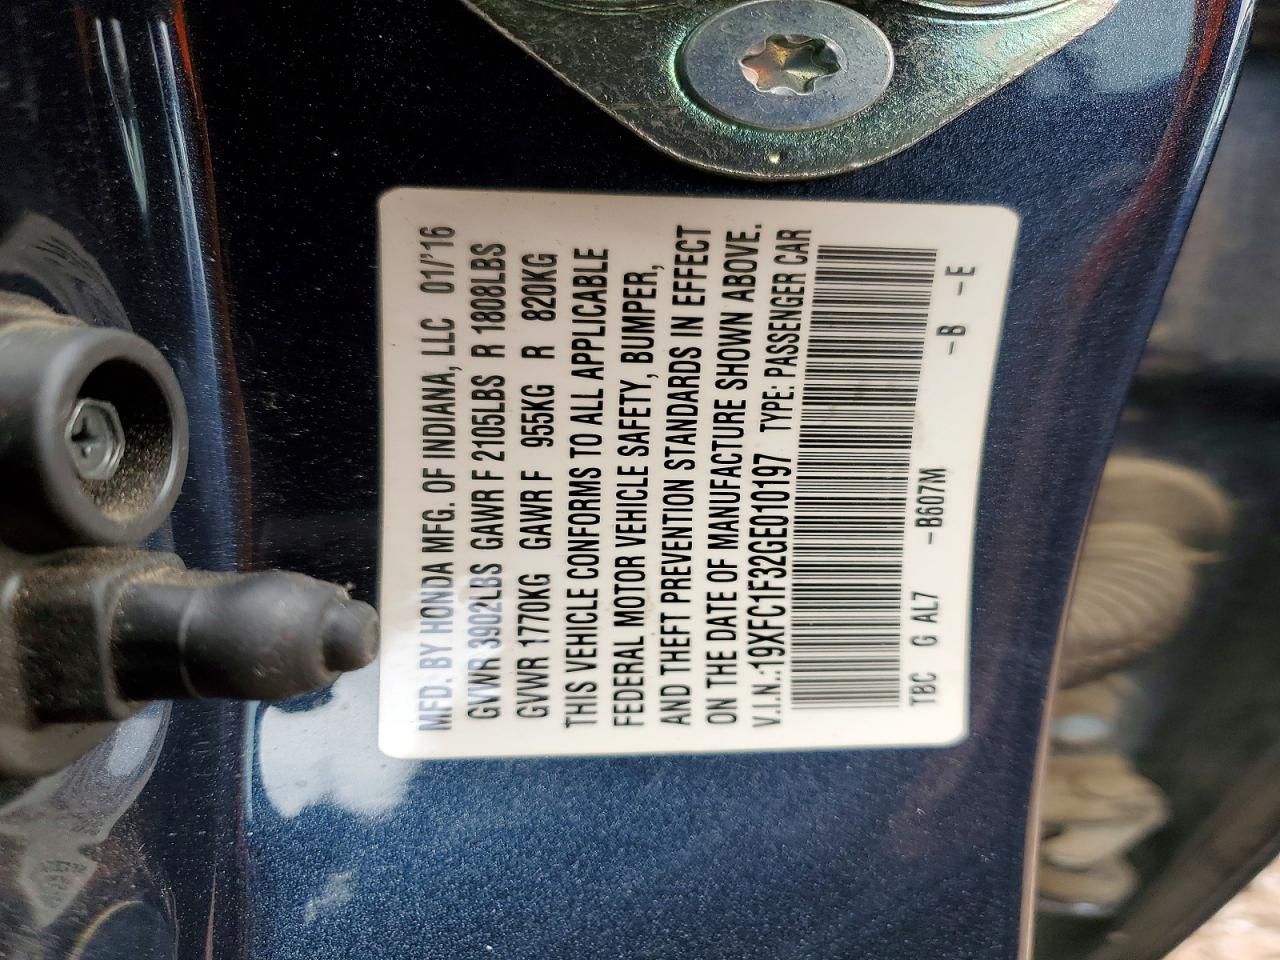 MFD. BY HONDA MFG. OF INDIANA, LLC 01/'16
GVWR 3902LBS GAWR F 2105LBS R 1808LBS
GVWR 1770KG GAWR F 955KG R 820KG
THIS VEHICLE CONFORMS TO ALL APPLICABLE
FEDERAL MOTOR VEHICLE SAFETY, BUMPER,
AND THEFT PREVENTION STANDARDS IN EFFECT
ON THE DATE OF MANUFACTURE SHOWN ABOVE.
V.I.N.:19XFC1F32GE010197 TYPE: PASSENGER CAR
TBC G AL7 -B607M -B -E